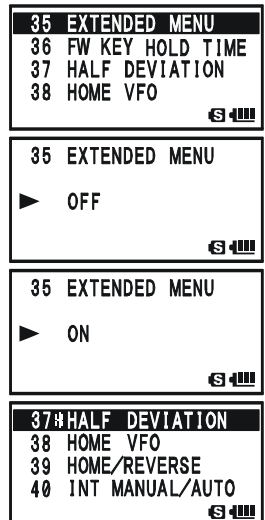 35 EXTENDED MENU
36 FW KEY HOLD TIME
37 HALF DEVIATION
38 HOME VFO
S
35 EXTENDED MENU
▶ OFF
S
35 EXTENDED MENU
▶ ON
S
37※HALF DEVIATION
38 HOME VFO
39 HOME/REVERSE
40 INT MANUAL/AUTO
S